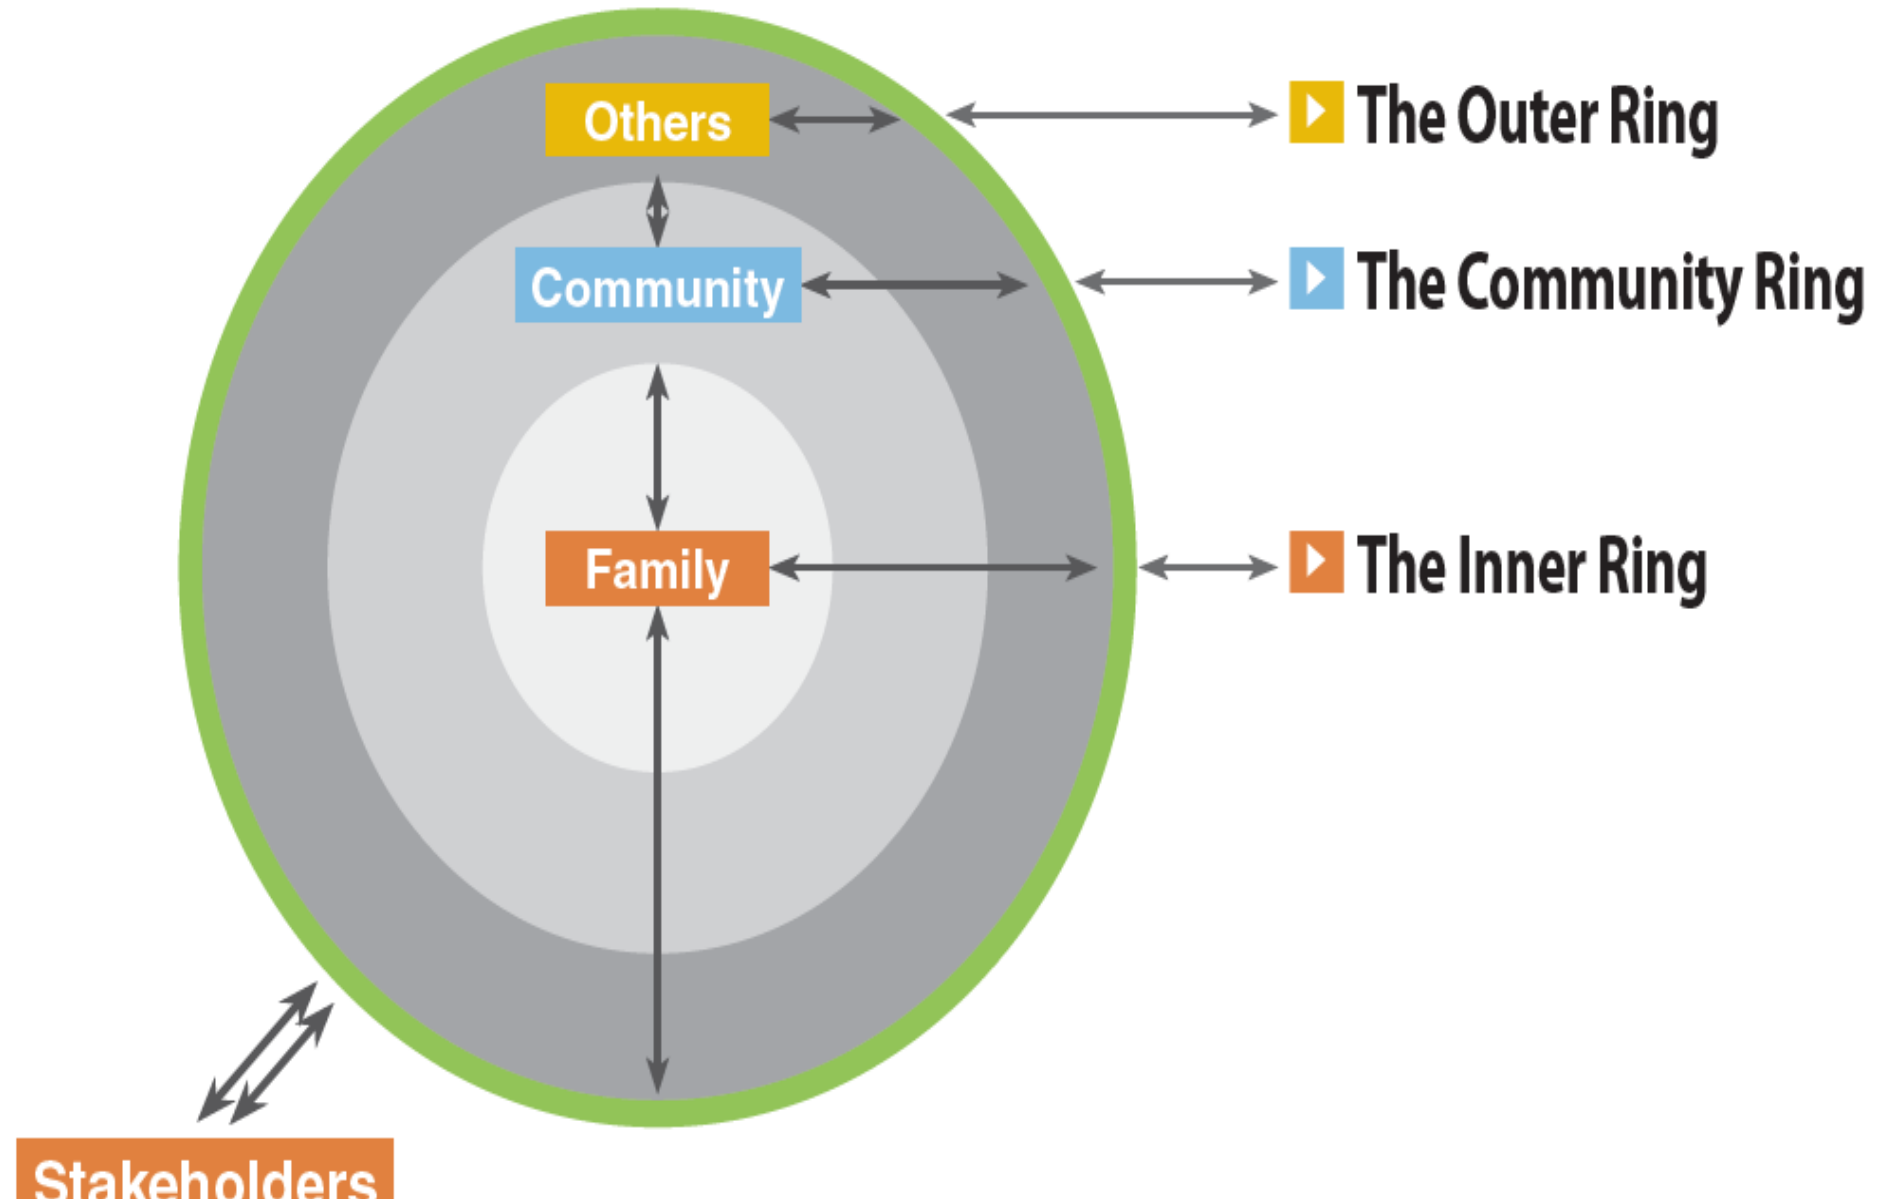 Others
The Outer Ring
Community
The Community Ring
Family
The Inner Ring
Stakeholders